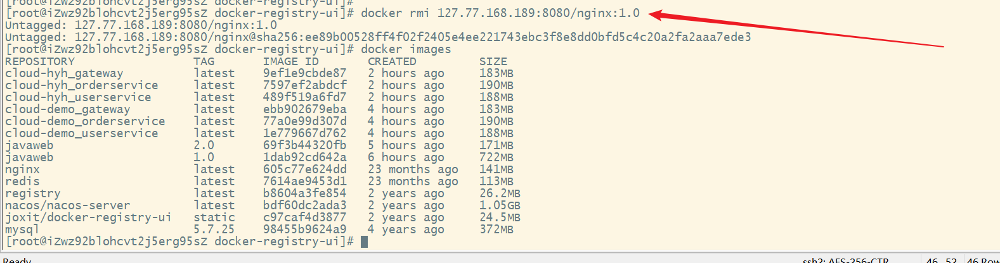 [root@iZwz92blohcvt2j5erg95sZ docker-registry-ui]#
[root@iZwz92blohcvt2j5erg95sZ docker-registry-ui]# docker rmi 127.77.168.189:8080/nginx:1.0
Untagged: 127.77.168.189:8080/nginx:1.0
Untagged: 127.77.168.189:8080/nginx@sha256:ee89b00528ff4f02f2405e4ee221743ebc3f8e8dd0bfd5c4c20a2fa2aaa7ede3
[root@iZwz92blohcvt2j5erg95sZ docker-registry-ui]# docker images
REPOSITORY TAG IMAGE ID CREATED SIZE
cloud-hyh_gateway latest 9ef1e9cbde87 2 hours ago 183MB
cloud-hyh_orderservice latest 7597ef2abdcf 2 hours ago 190MB
cloud-hyh_userservice latest 489f519a6fd7 2 hours ago 188MB
cloud-demo_gateway latest ebb902679eba 4 hours ago 183MB
cloud-demo_orderservice latest 77a0e99d307d 4 hours ago 190MB
cloud-demo_userservice latest 1e779667d762 4 hours ago 188MB
javaweb 2.0 69f3b44320fb 5 hours ago 171MB
javaweb 1.0 1dab92cd642a 6 hours ago 722MB
nginx latest 605c77e624dd 23 months ago 141MB
redis latest 7614ae9453d1 23 months ago 113MB
registry latest b8604a3fe854 2 years ago 26.2MB
nacos/nacos-server latest bdf60dc2ada3 2 years ago 1.05GB
joxit/docker-registry-ui static c97caf4d3877 2 years ago 24.5MB
mysql 5.7.25 98455b9624a9 4 years ago 372MB
[root@iZwz92blohcvt2j5erg95sZ docker-registry-ui]#
Ready ssh2: AES-256-CTR 46, 52 46 Row